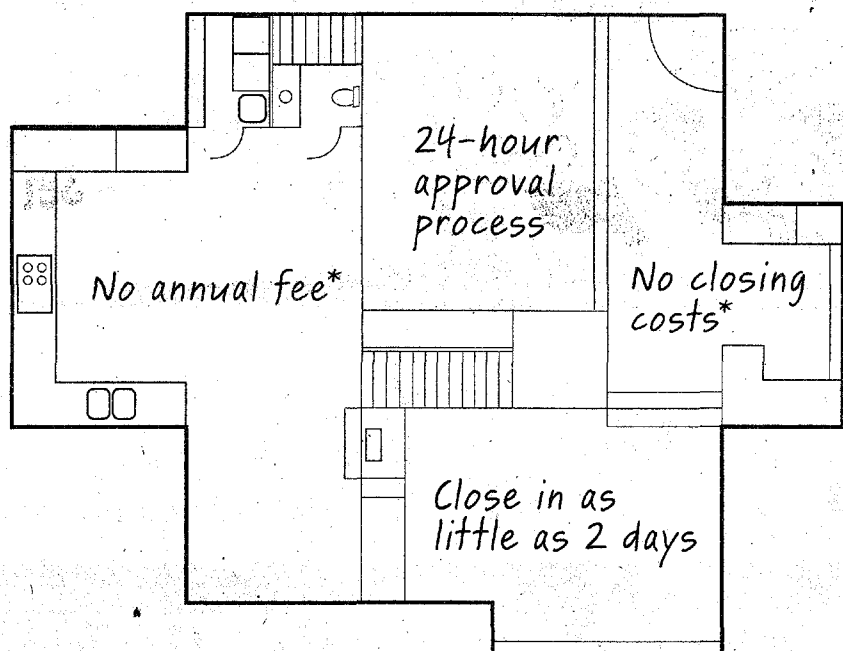 24-hour
approval
process
No annual fee*
No closing
costs*
Close in as
little as 2 days